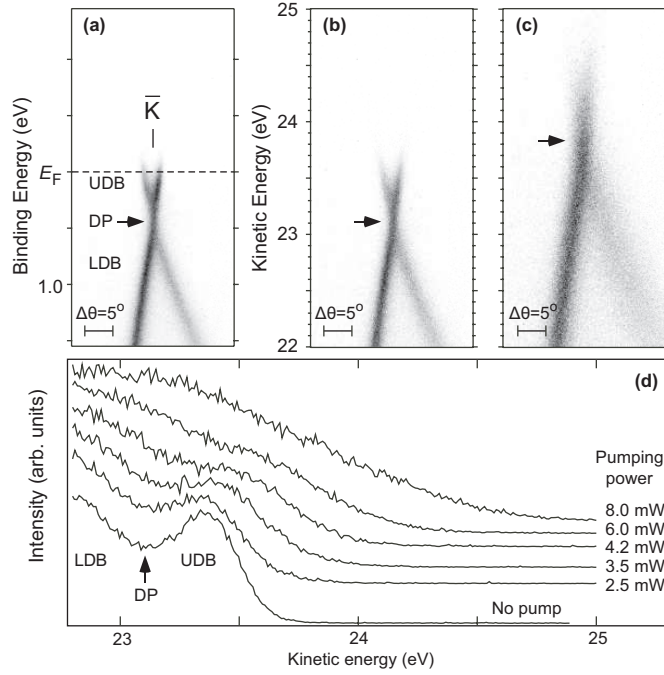 (a)
K̅
E_F
UDB
DP
LDB
1.0
Δθ=5°
Binding Energy (eV)
(b)
25
24
23
22
Kinetic Energy (eV)
Δθ=5°
(c)
Δθ=5°
(d)
Intensity (arb. units)
LDB
DP
UDB
Pumping
power
8.0 mW
6.0 mW
4.2 mW
3.5 mW
2.5 mW
No pump
23
24
25
Kinetic energy (eV)